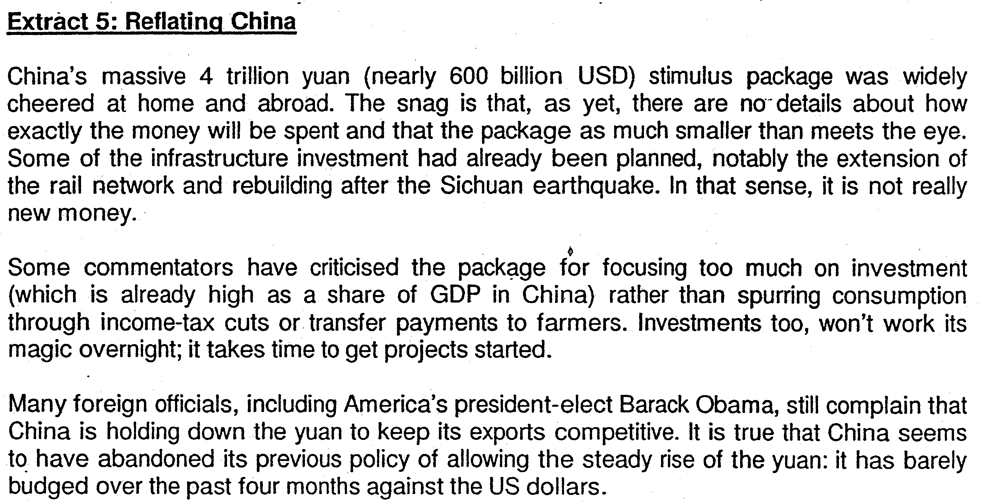 Extract 5: Reflating China
China's massive 4 trillion yuan (nearly 600 billion USD) stimulus package was widely
cheered at home and abroad. The snag is that, as yet, there are no details about how
exactly the money will be spent and that the package as much smaller than meets the eye.
Some of the infrastructure investment had already been planned, notably the extension of
the rail network and rebuilding after the Sichuan earthquake. In that sense, it is not really
new money.
Some commentators have criticised the package for focusing too much on investment
(which is already high as a share of GDP in China) rather than spurring consumption
through income-tax cuts or transfer payments to farmers. Investments too, won't work its
magic overnight; it takes time to get projects started.
Many foreign officials, including America's president-elect Barack Obama, still complain that
China is holding down the yuan to keep its exports competitive. It is true that China seems
to have abandoned its previous policy of allowing the steady rise of the yuan: it has barely
budged over the past four months against the US dollars.